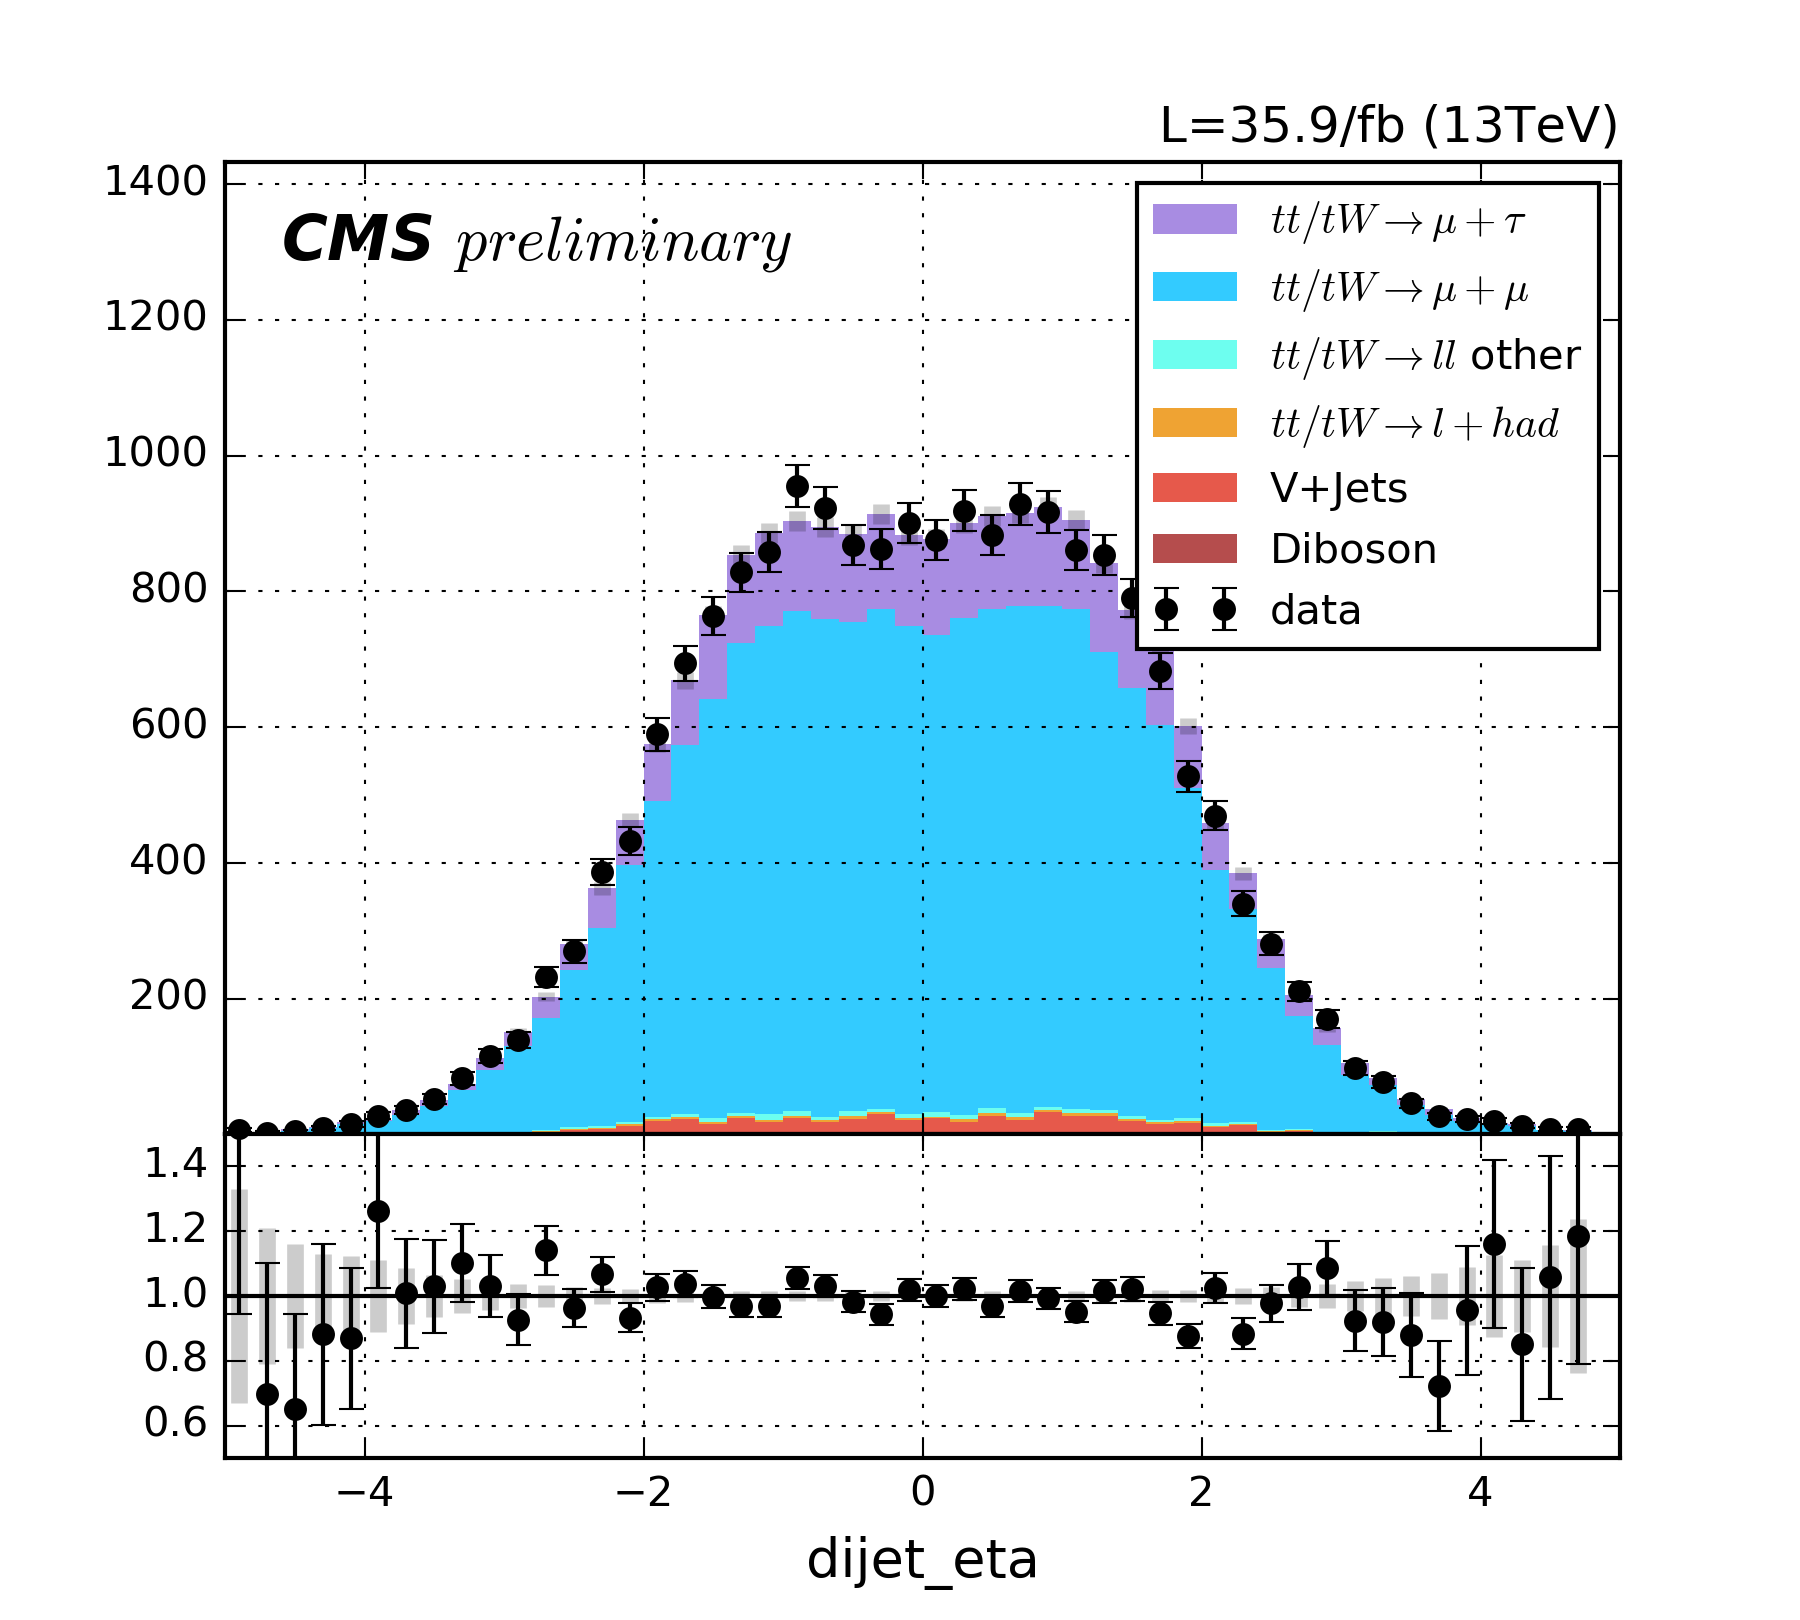 L=35.9/fb (13TeV)
CMS preliminary
1400
1200
1000
800
600
400
200
tt/tW → μ + τ
tt/tW → μ + μ
tt/tW → ll other
tt/tW → l + had
V+Jets
Diboson
data
1.4
1.2
1.0
0.8
0.6
−4 −2 0 2 4
dijet_eta